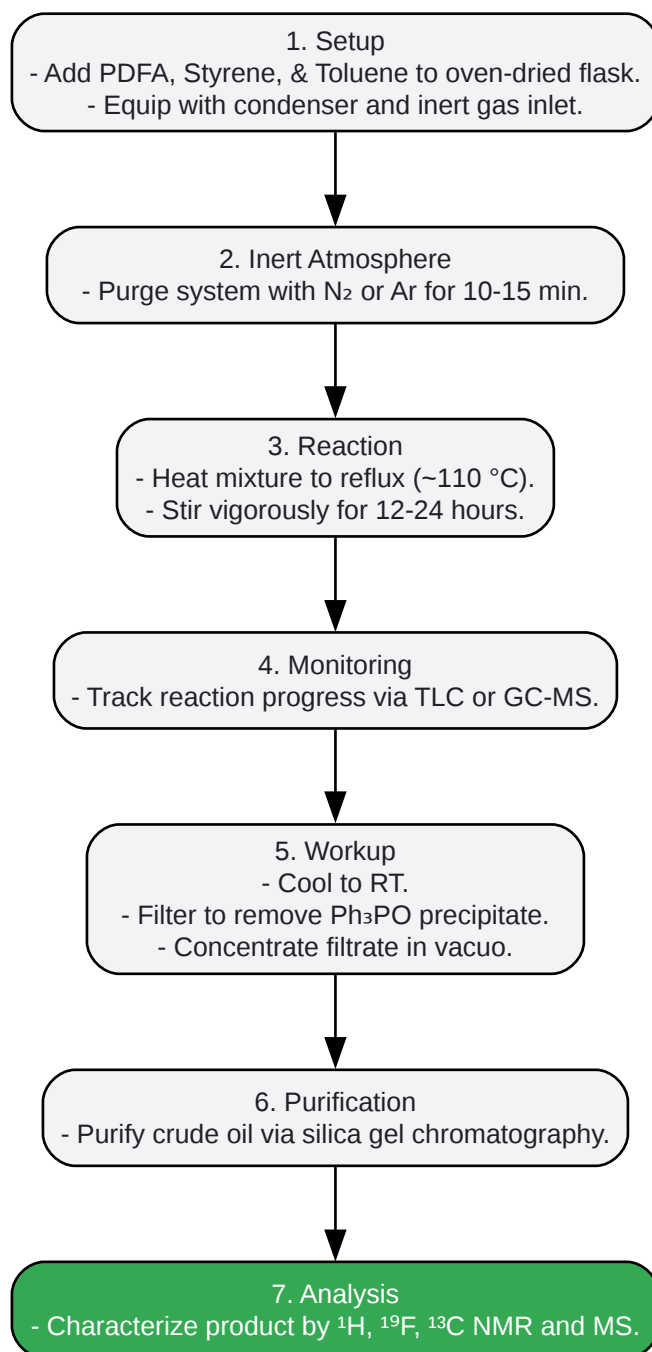 1. Setup
- Add PDFA, Styrene, & Toluene to oven-dried flask.
- Equip with condenser and inert gas inlet.
2. Inert Atmosphere
- Purge system with N₂ or Ar for 10-15 min.
3. Reaction
- Heat mixture to reflux (~110 °C).
- Stir vigorously for 12-24 hours.
4. Monitoring
- Track reaction progress via TLC or GC-MS.
5. Workup
- Cool to RT.
- Filter to remove Ph₃PO precipitate.
- Concentrate filtrate in vacuo.
6. Purification
- Purify crude oil via silica gel chromatography.
7. Analysis
- Characterize product by ¹H, ¹⁹F, ¹³C NMR and MS.